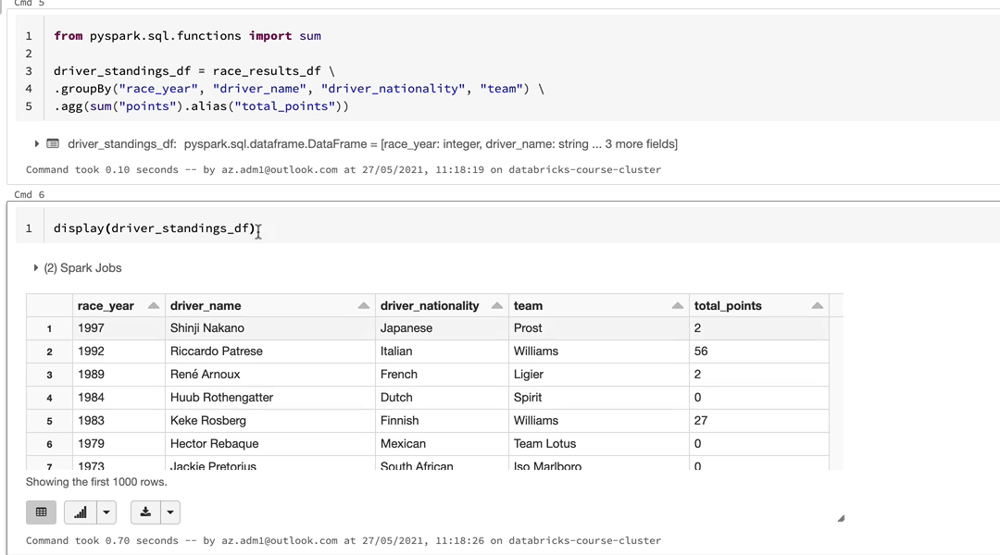 Cmd 5
1 from pyspark.sql.functions import sum
2
3 driver_standings_df = race_results_df \
4 .groupBy("race_year", "driver_name", "driver_nationality", "team") \
5 .agg(sum("points").alias("total_points"))
driver_standings_df: pyspark.sql.dataframe.DataFrame = [race_year: integer, driver_name: string ... 3 more fields]
Command took 0.10 seconds -- by az.adm1@outlook.com at 27/05/2021, 11:18:19 on databricks-course-cluster
Cmd 6
1 display(driver_standings_df)
(2) Spark Jobs
race_year driver_name driver_nationality team total_points
1 1997 Shinji Nakano Japanese Prost 2
2 1992 Riccardo Patrese Italian Williams 56
3 1989 René Arnoux French Ligier 2
4 1984 Huub Rothengatter Dutch Spirit 0
5 1983 Keke Rosberg Finnish Williams 27
6 1979 Hector Rebaque Mexican Team Lotus 0
7 1973 Jackie Pretorius South African Iso Marlboro 0
Showing the first 1000 rows.
Command took 0.70 seconds -- by az.adm1@outlook.com at 27/05/2021, 11:18:26 on databricks-course-cluster